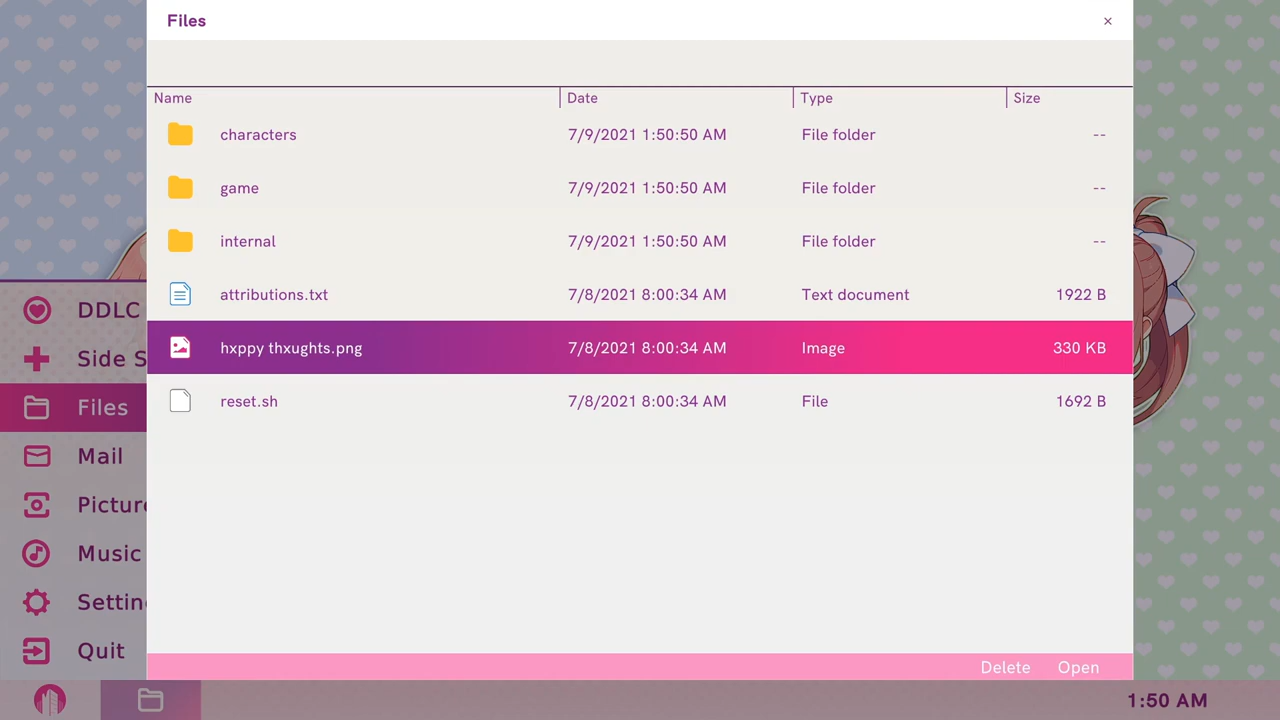 Files ×
Name Date Type Size
characters 7/9/2021 1:50:50 AM File folder --
game 7/9/2021 1:50:50 AM File folder --
internal 7/9/2021 1:50:50 AM File folder --
attributions.txt 7/8/2021 8:00:34 AM Text document 1922 B
hxppy thxughts.png 7/8/2021 8:00:34 AM Image 330 KB
reset.sh 7/8/2021 8:00:34 AM File 1692 B
DDLC
Side S
Files
Mail
Pictur
Music
Settin
Quit
Delete Open
1:50 AM